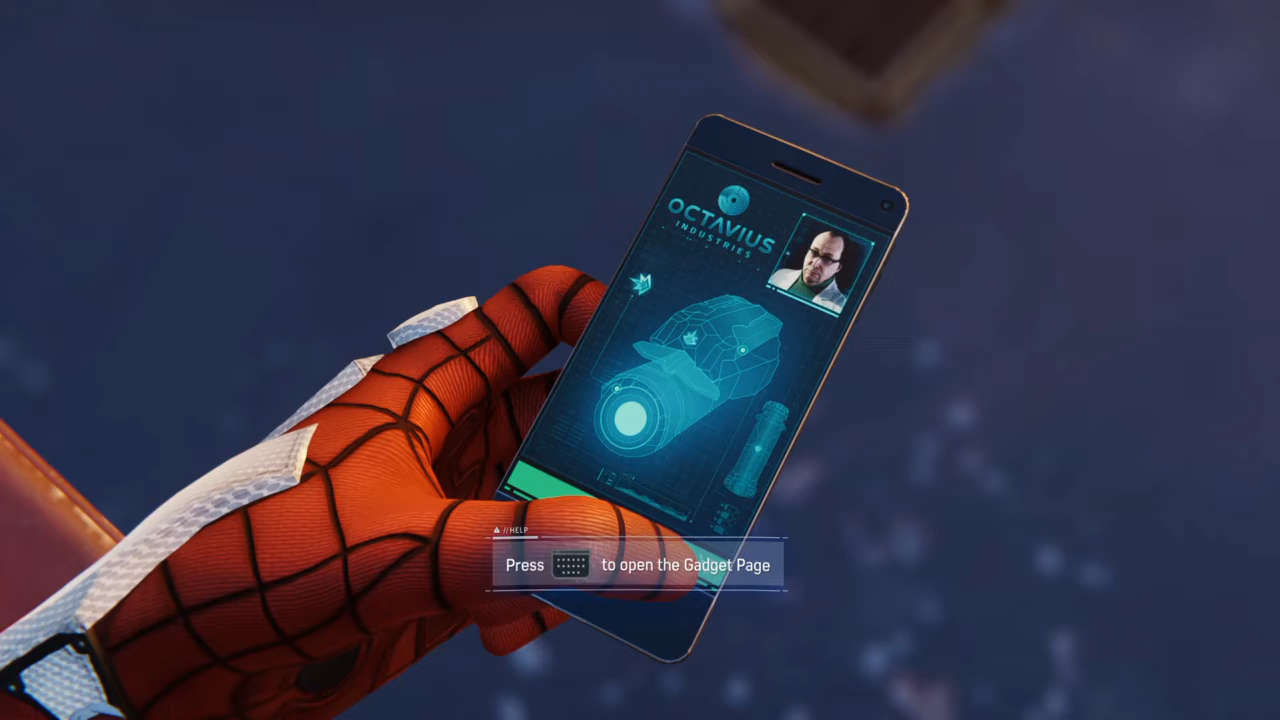 OCTAVIUS
INDUSTRIES
//HELP
Press to open the Gadget Page